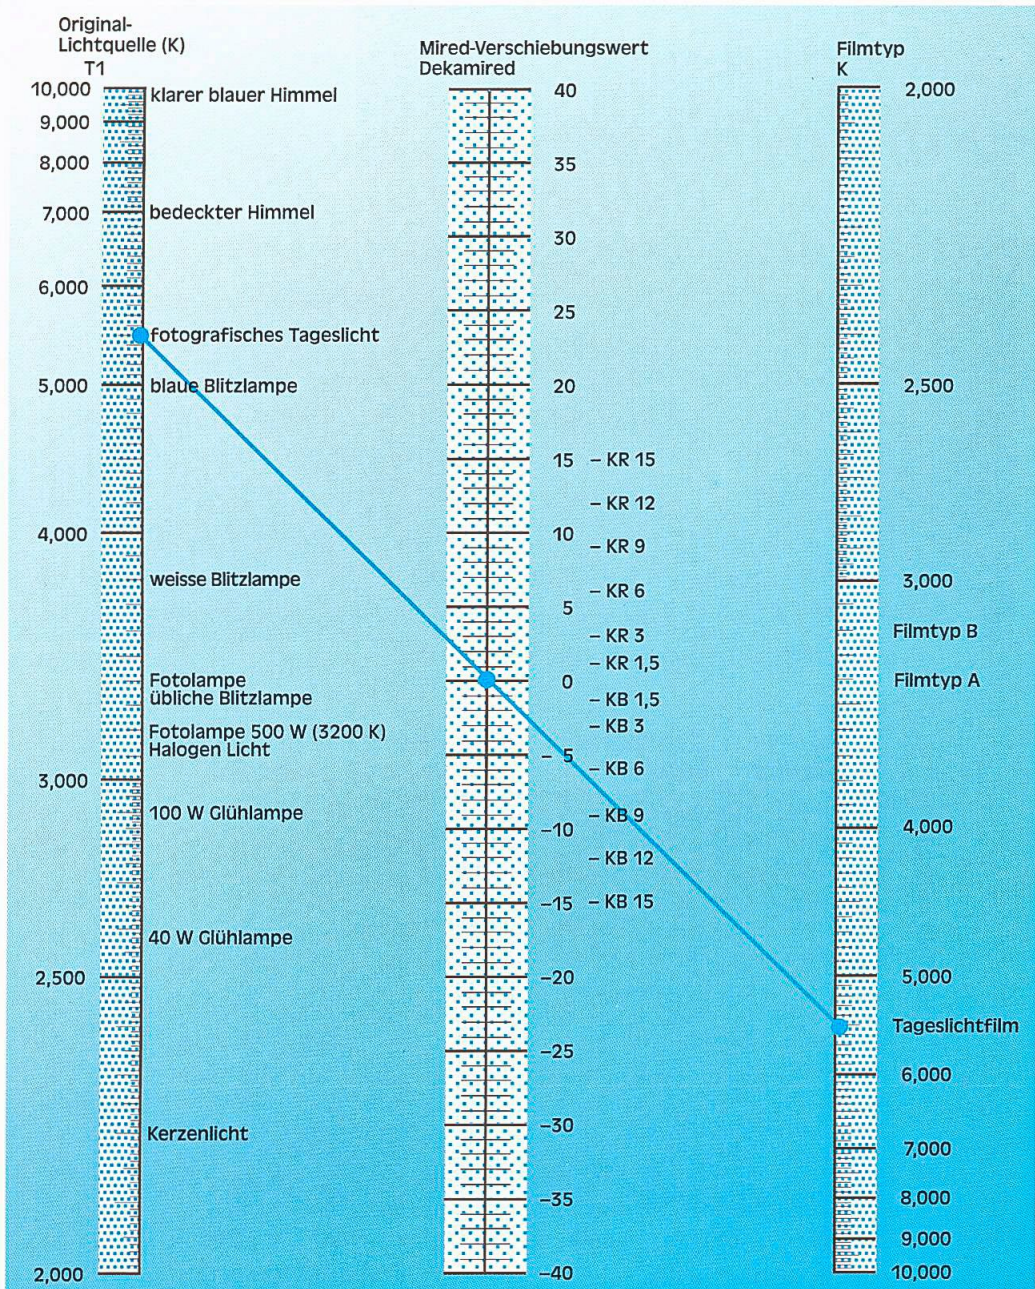 Original-
Lichtquelle (K)
T1
10,000
9,000
8,000
7,000
6,000
5,000
4,000
3,000
2,500
2,000
klarer blauer Himmel
bedeckter Himmel
fotografisches Tageslicht
blaue Blitzlampe
weisse Blitzlampe
Fotolampe
übliche Blitzlampe
Fotolampe 500 W (3200 K)
Halogen Licht
100 W Glühlampe
40 W Glühlampe
Kerzenlicht
Mired-Verschiebungswert
Dekamired
40
35
30
25
20
15
10
5
0
– 5
–10
–15
–20
–25
–30
–35
–40
– KR 15
– KR 12
– KR 9
– KR 6
– KR 3
– KR 1,5
– KB 1,5
– KB 3
– KB 6
– KB 9
– KB 12
– KB 15
Filmtyp
K
2,000
2,500
3,000
Filmtyp B
Filmtyp A
4,000
5,000
Tageslichtfilm
6,000
7,000
8,000
9,000
10,000